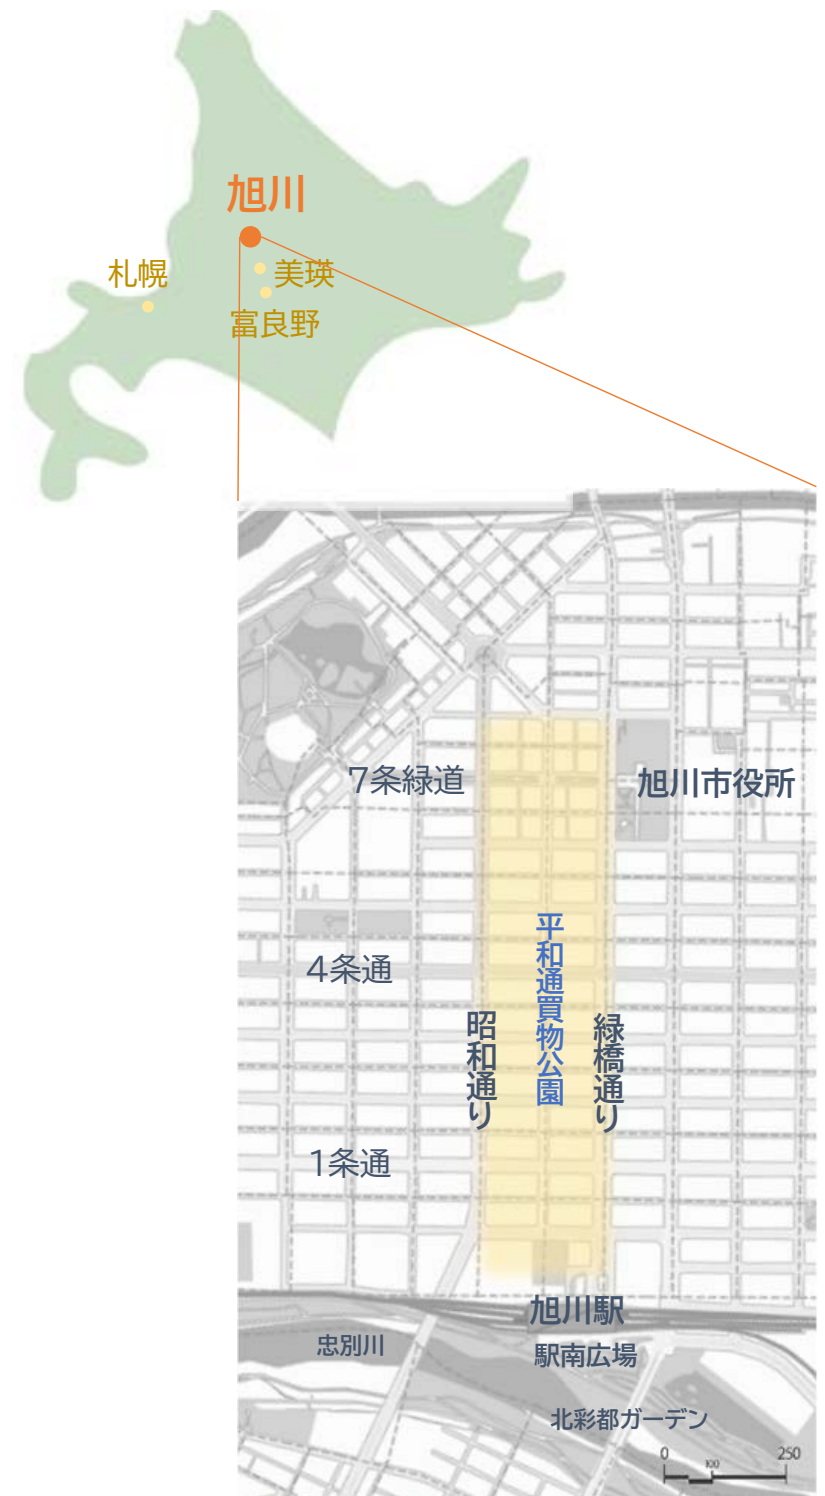 旭川
札幌
美瑛
富良野
7条緑道
旭川市役所
平和通買物公園
4条通
昭和通り
緑橋通り
1条通
旭川駅
忠別川
駅南広場
北彩都ガーデン
0
100
250